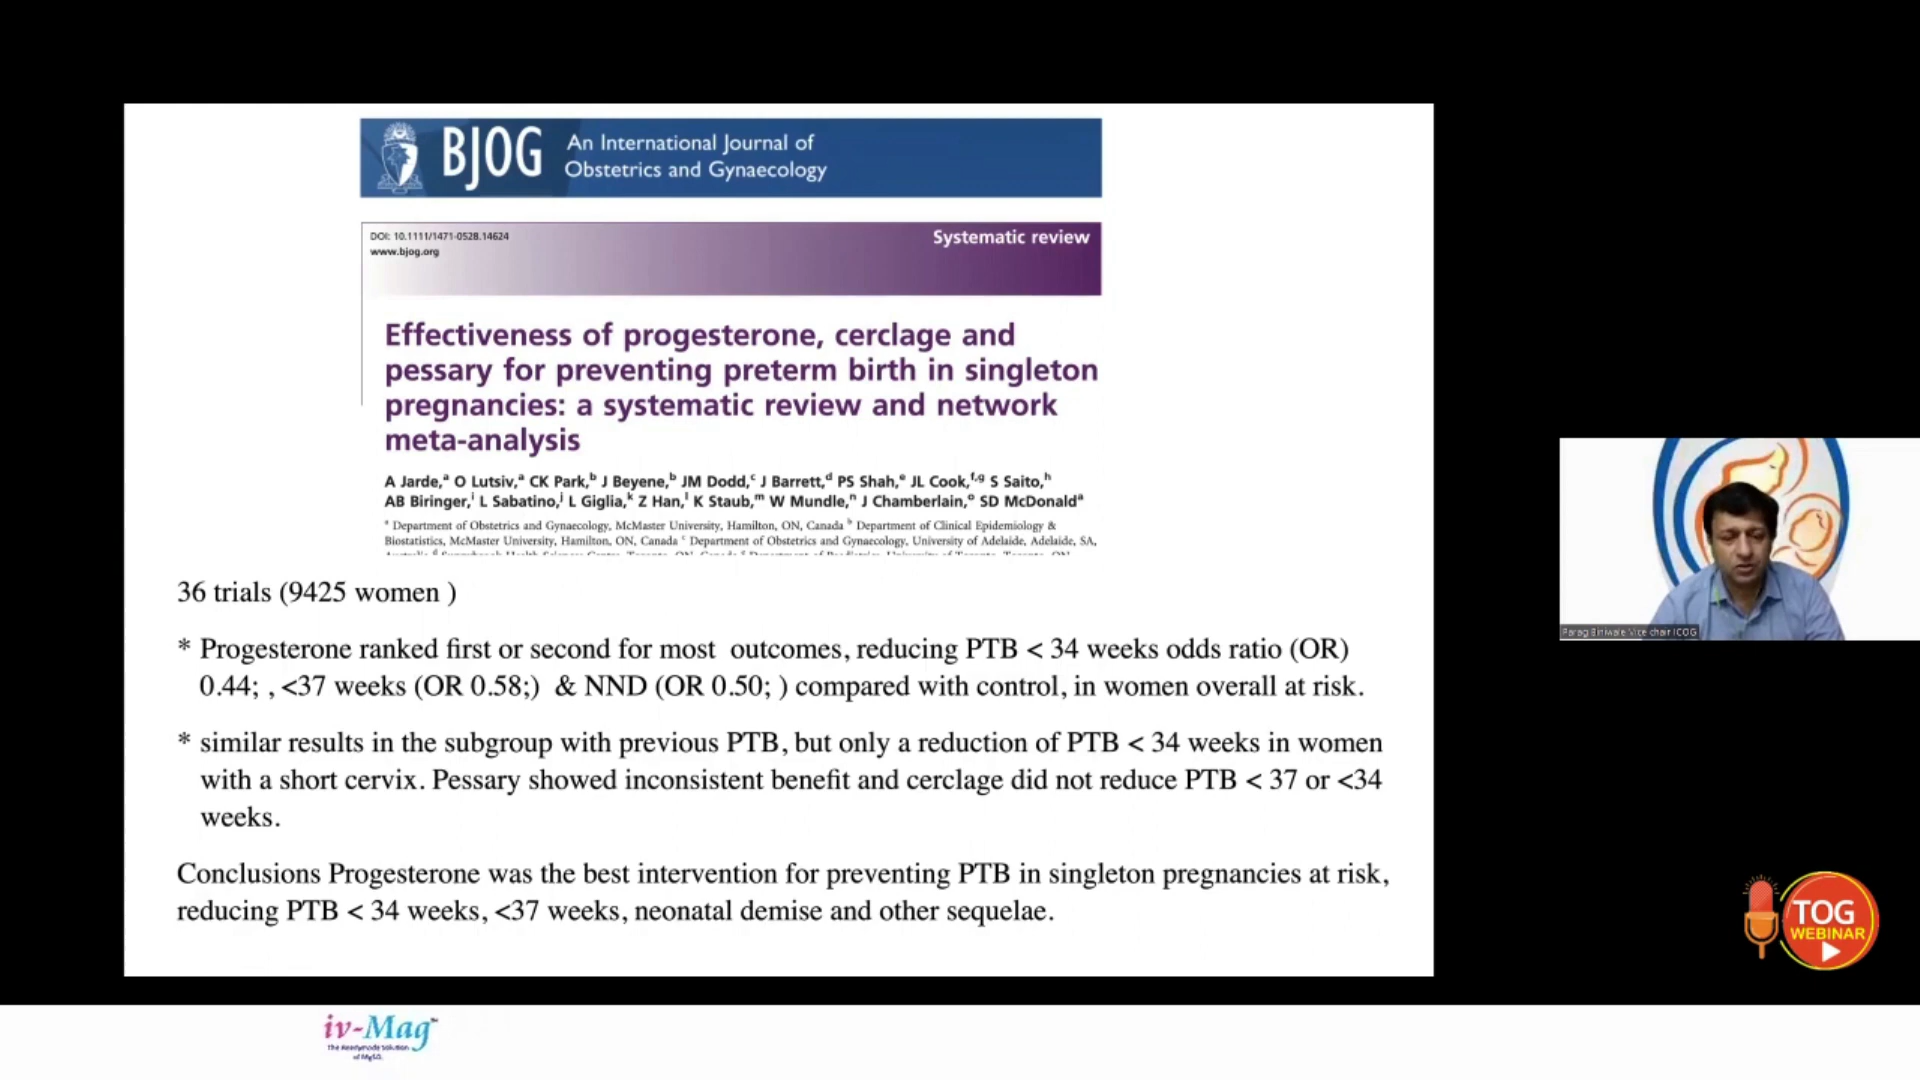 BJOG
An International Journal of
Obstetrics and Gynaecology
DOI: 10.1111/1471-0528.14624
www.bjog.org
Systematic review
Effectiveness of progesterone, cerclage and
pessary for preventing preterm birth in singleton
pregnancies: a systematic review and network
meta-analysis
A Jarde,ᵃ O Lutsiv,ᵃ CK Park,ᵇ J Beyene,ᵇ JM Dodd,ᶜ J Barrett,ᵈ PS Shah,ᵉ JL Cook,ᶠ,ᵍ S Saito,ʰ
AB Biringer,ⁱ L Sabatino,ʲ L Giglia,ᵏ Z Han,ˡ K Staub,ᵐ W Mundle,ⁿ J Chamberlain,ᵒ SD McDonaldᵃ
ᵃ Department of Obstetrics and Gynaecology, McMaster University, Hamilton, ON, Canada ᵇ Department of Clinical Epidemiology &
Biostatistics, McMaster University, Hamilton, ON, Canada ᶜ Department of Obstetrics and Gynaecology, University of Adelaide, Adelaide, SA,
36 trials (9425 women )
* Progesterone ranked first or second for most outcomes, reducing PTB < 34 weeks odds ratio (OR)
0.44; , <37 weeks (OR 0.58;) & NND (OR 0.50; ) compared with control, in women overall at risk.
* similar results in the subgroup with previous PTB, but only a reduction of PTB < 34 weeks in women
with a short cervix. Pessary showed inconsistent benefit and cerclage did not reduce PTB < 37 or <34
weeks.
Conclusions Progesterone was the best intervention for preventing PTB in singleton pregnancies at risk,
reducing PTB < 34 weeks, <37 weeks, neonatal demise and other sequelae.
Parag Biniwale Vice chair ICOG
TOG
WEBINAR
iv-Mag
The Readymade Solution
of MgSO₄